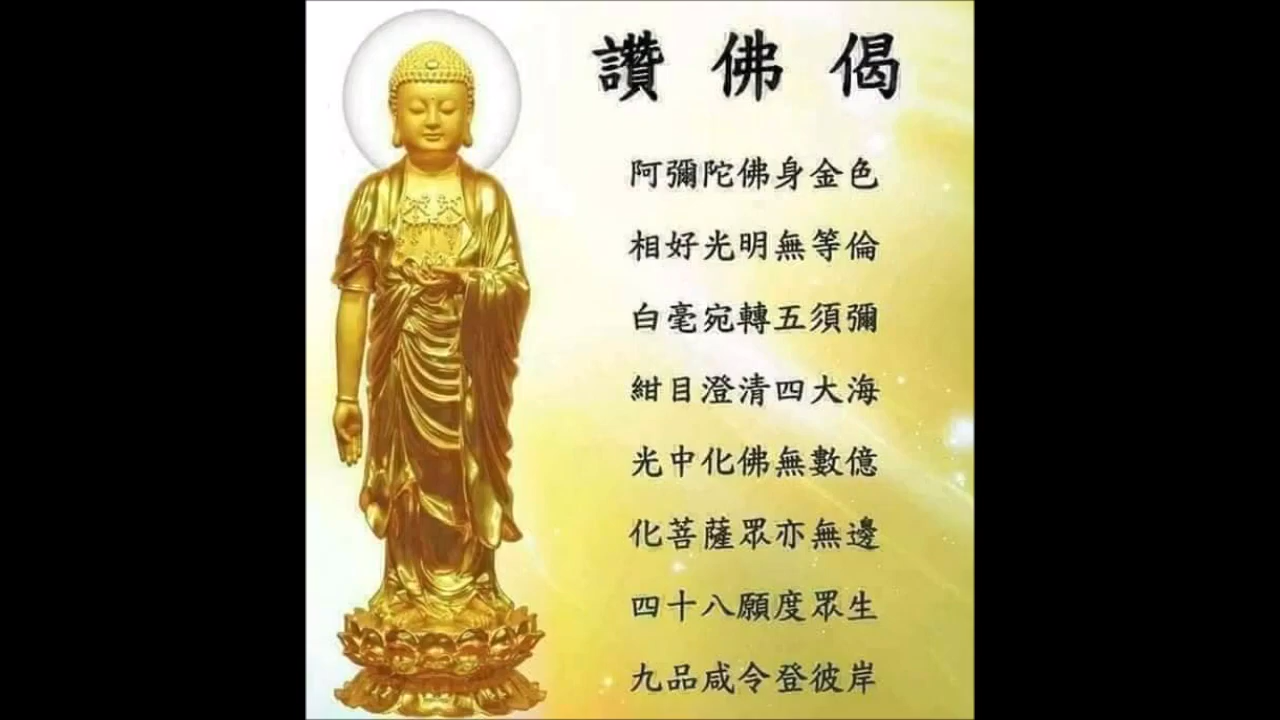 讚佛偈
阿彌陀佛身金色
相好光明無等倫
白毫宛轉五須彌
紺目澄清四大海
光中化佛無數億
化菩薩眾亦無邊
四十八願度眾生
九品咸令登彼岸